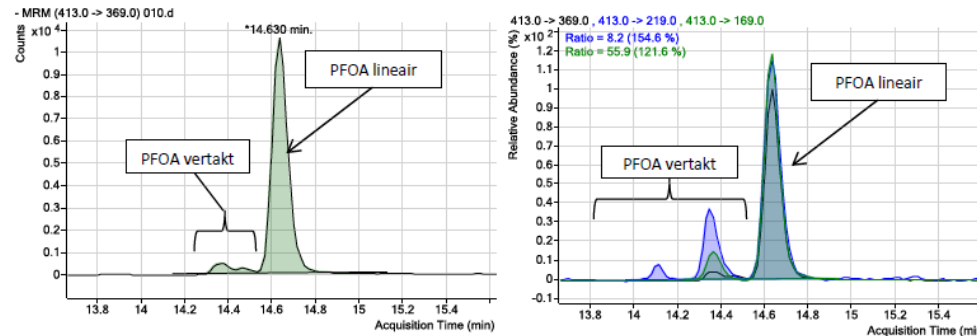 - MRM (413.0 -> 369.0) 010.d
Counts
x10 4
*14.630 min.
1.1
1
0.9
0.8
0.7
0.6
0.5
0.4
0.3
0.2
0.1
0
PFOA lineair
PFOA vertakt
13.8 14 14.2 14.4 14.6 14.8 15 15.2 15.4
Acquisition Time (min)
413.0 -> 369.0 , 413.0 -> 219.0 , 413.0 -> 169.0
Relative Abundance (%)
x10 2
Ratio = 8.2 (154.6 %)
Ratio = 55.9 (121.6 %)
1.2
1.1
1
0.9
0.8
0.7
0.6
0.5
0.4
0.3
0.2
0.1
0
-0.1
PFOA lineair
PFOA vertakt
13.8 14 14.2 14.4 14.6 14.8 15 15.2 15.4
Acquisition Time (min